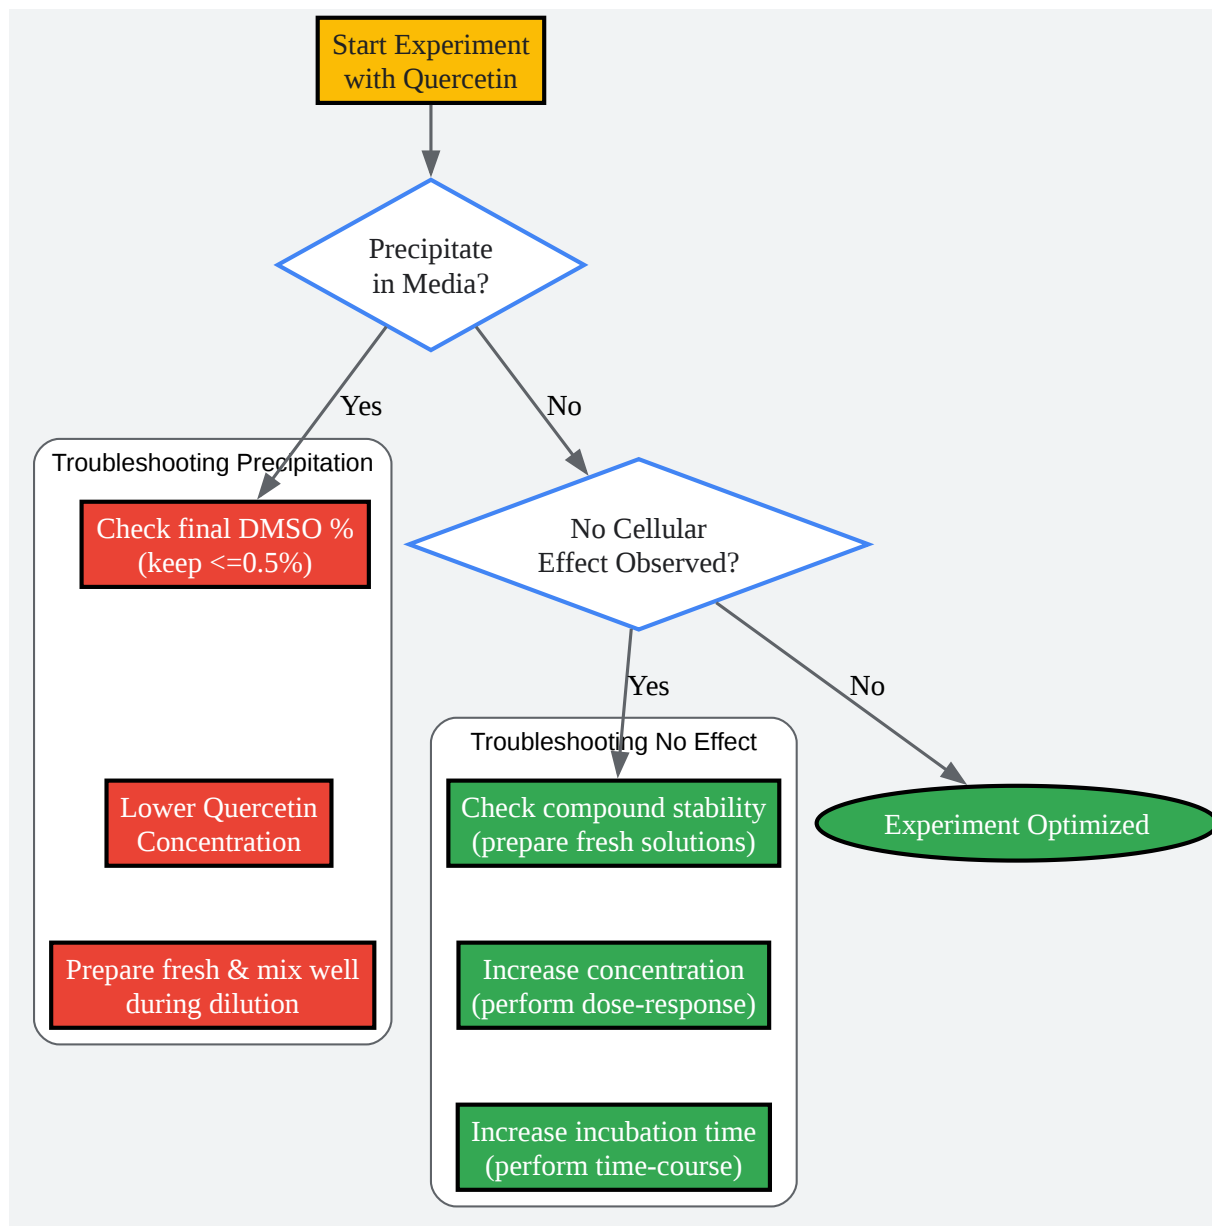 Start Experiment
with Quercetin
Precipitate
in Media?
Yes
No
Troubleshooting Precipitation
Check final DMSO %
(keep <=0.5%)
Lower Quercetin
Concentration
Prepare fresh & mix well
during dilution
No Cellular
Effect Observed?
Yes
No
Troubleshooting No Effect
Check compound stability
(prepare fresh solutions)
Increase concentration
(perform dose-response)
Increase incubation time
(perform time-course)
Experiment Optimized